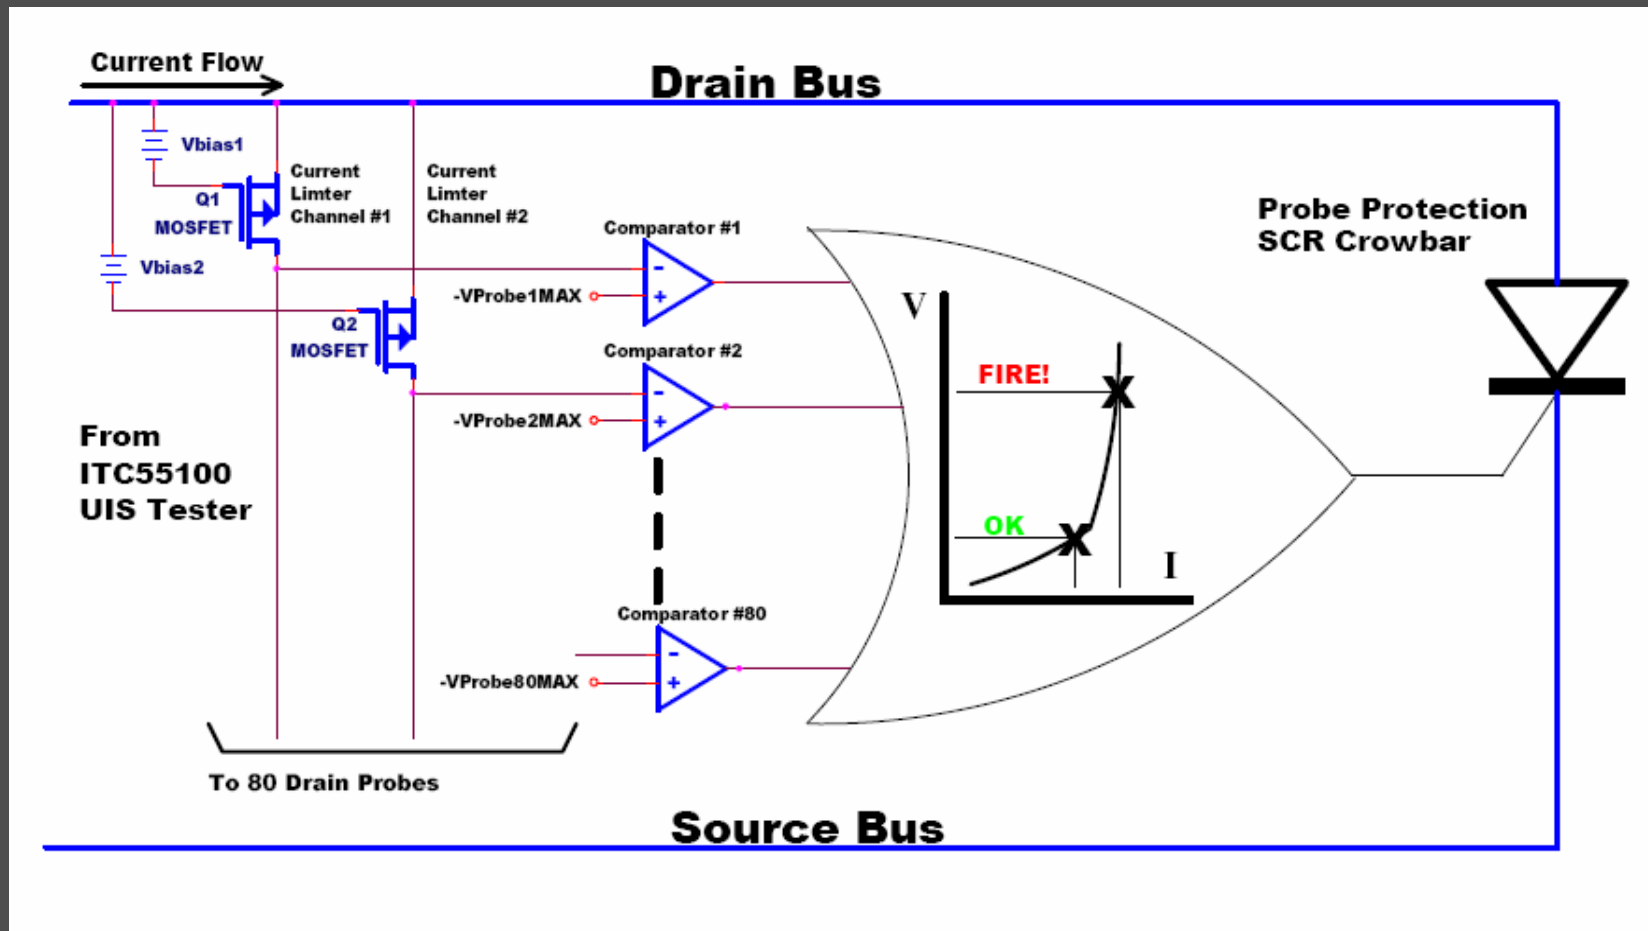 Current Flow
Drain Bus
Vbias1
Q1
MOSFET
Current
Limter
Channel #1
Current
Limter
Channel #2
Vbias2
Q2
MOSFET
Comparator #1
-
+
-VProbe1MAX
Comparator #2
-
+
-VProbe2MAX
Comparator #80
-
+
-VProbe80MAX
From
ITC55100
UIS Tester
To 80 Drain Probes
V
FIRE!
X
OK
X
I
Probe Protection
SCR Crowbar
Source Bus